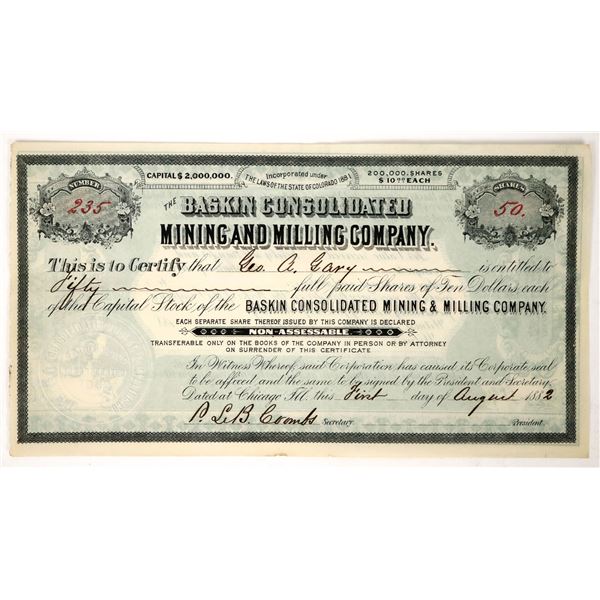 CAPITAL $ 2,000,000.
Incorporated under
THE LAWS OF THE STATE OF COLORADO 1881
200,000. SHARES
$ 10.00 EACH
NUMBER
235
SHARES
50.
THE BASKIN CONSOLIDATED
MINING AND MILLING COMPANY.
This is to Certify that Geo. A. Gary is entitled to
Fifty full paid Shares of Ten Dollars each
of the Capital Stock of the BASKIN CONSOLIDATED MINING & MILLING COMPANY.
EACH SEPARATE SHARE THEREOF ISSUED BY THIS COMPANY IS DECLARED
NON-ASSESSABLE
TRANSFERABLE ONLY ON THE BOOKS OF THE COMPANY IN PERSON OR BY ATTORNEY
ON SURRENDER OF THIS CERTIFICATE
In Witness Whereof said Corporation has caused its Corporate seal
to be affixed and the same to be signed by the President and Secretary.
Dated at Chicago Ill. this First day of August 1882
P. L. B. Coombs Secretary. President.